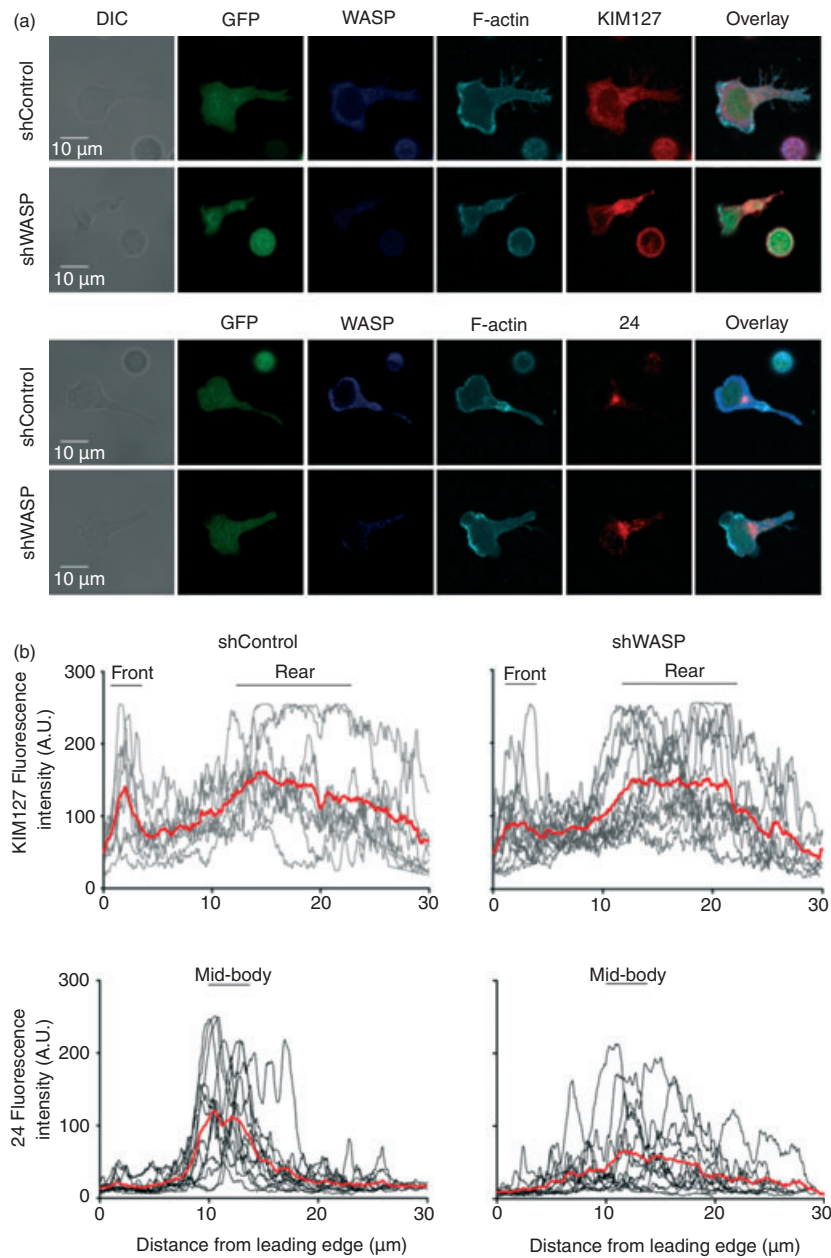 (a)
DIC GFP WASP F-actin KIM127 Overlay
shControl
10 µm
shWASP
10 µm
GFP WASP F-actin 24 Overlay
shControl
10 µm
shWASP
10 µm
(b)
shControl shWASP
KIM127 Fluorescence
intensity (A.U.)
300
200
100
0
Front Rear
0 10 20 30
300
200
100
0
Front Rear
0 10 20 30
24 Fluorescence
intensity (A.U.)
300
200
100
0
Mid-body
0 10 20 30
300
200
100
0
Mid-body
0 10 20 30
Distance from leading edge (µm) Distance from leading edge (µm)